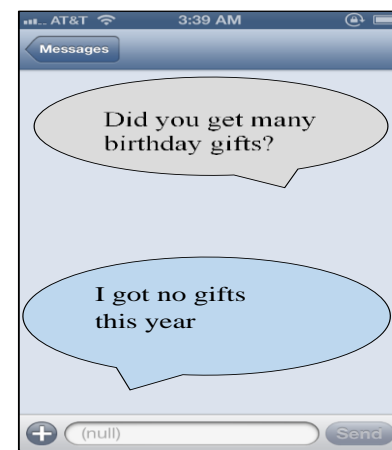 AT&T 3:39 AM
Messages
Did you get many
birthday gifts?
I got no gifts
this year
(null)
Send